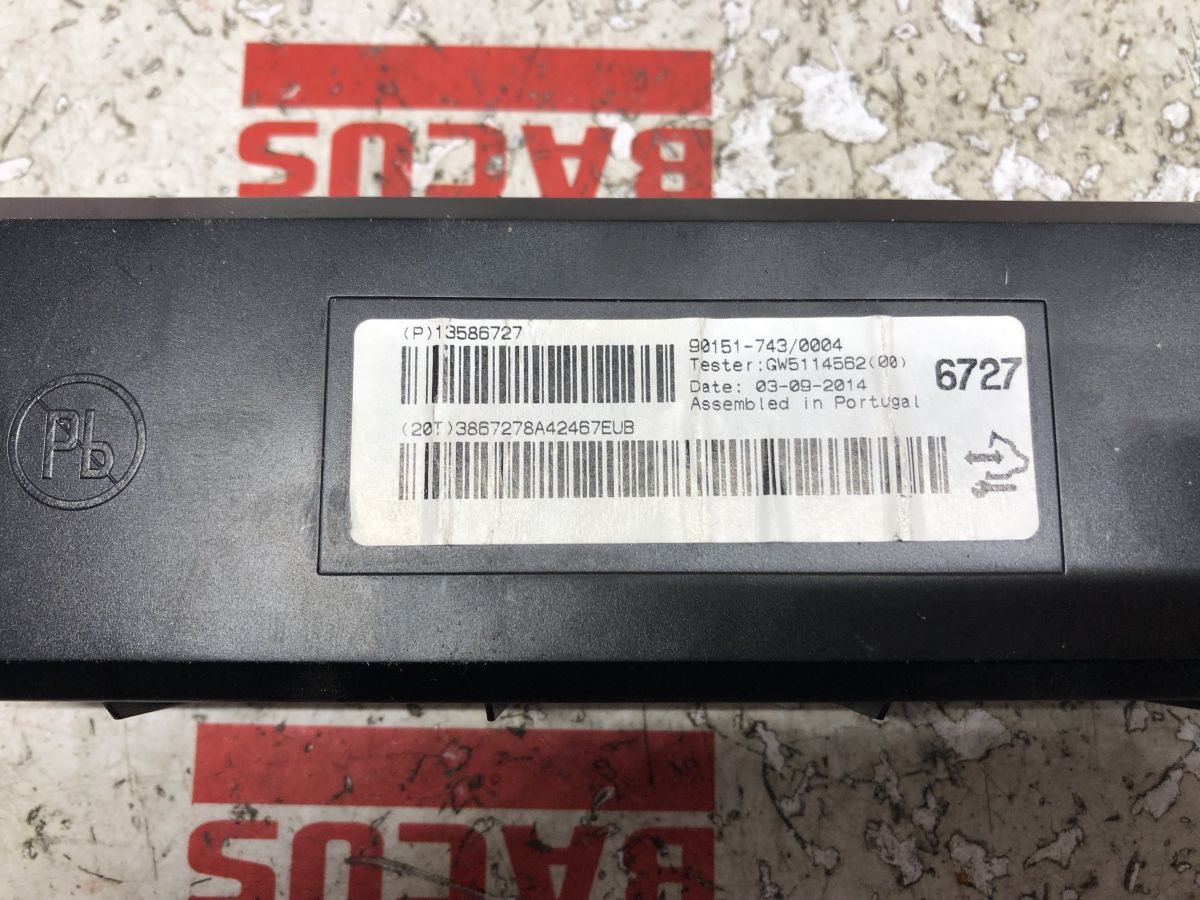 BACUS
(P)13586727
90151-743/0004
Tester:GW5114562(00)
6727
Date: 03-09-2014
Assembled in Portugal
(20T)3867278A42467EUB
Pb
BACUS